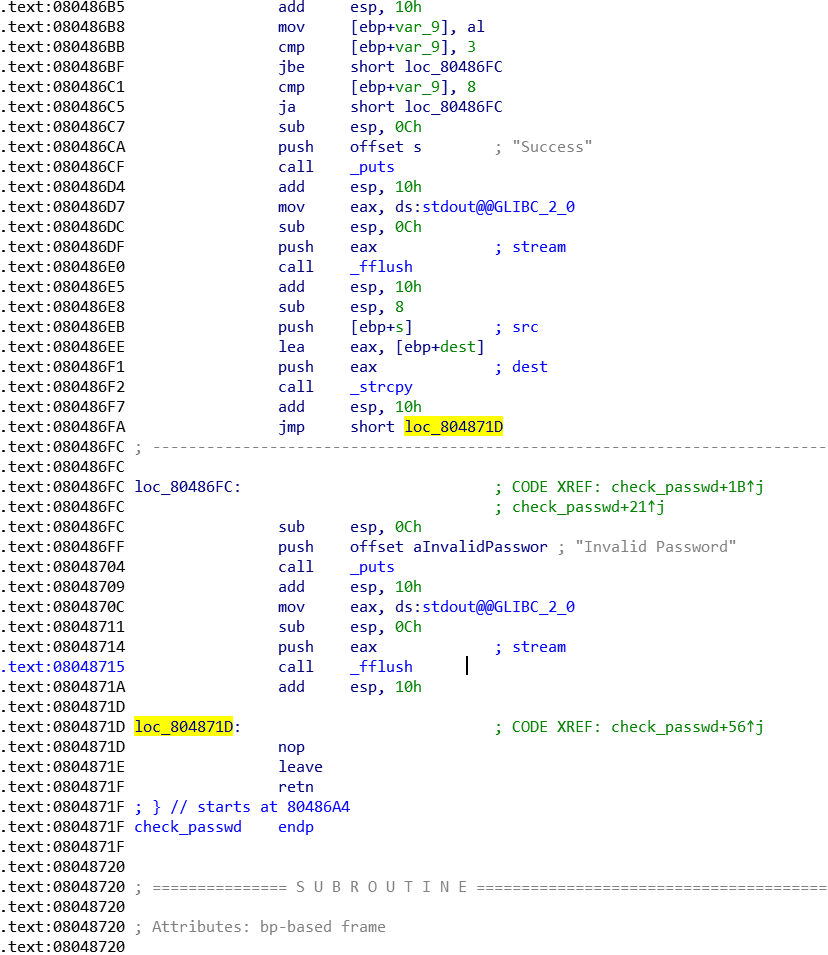 .text:080486B5                 add     esp, 10h
.text:080486B8                 mov     [ebp+var_9], al
.text:080486BB                 cmp     [ebp+var_9], 3
.text:080486BF                 jbe     short loc_80486FC
.text:080486C1                 cmp     [ebp+var_9], 8
.text:080486C5                 ja      short loc_80486FC
.text:080486C7                 sub     esp, 0Ch
.text:080486CA                 push    offset s        ; "Success"
.text:080486CF                 call    _puts
.text:080486D4                 add     esp, 10h
.text:080486D7                 mov     eax, ds:stdout@@GLIBC_2_0
.text:080486DC                 sub     esp, 0Ch
.text:080486DF                 push    eax             ; stream
.text:080486E0                 call    _fflush
.text:080486E5                 add     esp, 10h
.text:080486E8                 sub     esp, 8
.text:080486EB                 push    [ebp+s]         ; src
.text:080486EE                 lea     eax, [ebp+dest]
.text:080486F1                 push    eax             ; dest
.text:080486F2                 call    _strcpy
.text:080486F7                 add     esp, 10h
.text:080486FA                 jmp     short loc_804871D
.text:080486FC ; ---------------------------------------------------------------------------
.text:080486FC
.text:080486FC loc_80486FC:                            ; CODE XREF: check_passwd+1B↑j
.text:080486FC                                         ; check_passwd+21↑j
.text:080486FC                 sub     esp, 0Ch
.text:080486FF                 push    offset aInvalidPasswor ; "Invalid Password"
.text:08048704                 call    _puts
.text:08048709                 add     esp, 10h
.text:0804870C                 mov     eax, ds:stdout@@GLIBC_2_0
.text:08048711                 sub     esp, 0Ch
.text:08048714                 push    eax             ; stream
.text:08048715                 call    _fflush
.text:0804871A                 add     esp, 10h
.text:0804871D
.text:0804871D loc_804871D:                            ; CODE XREF: check_passwd+56↑j
.text:0804871D                 nop
.text:0804871E                 leave
.text:0804871F                 retn
.text:0804871F ; } // starts at 80486A4
.text:0804871F check_passwd    endp
.text:0804871F
.text:08048720
.text:08048720 ; =============== S U B R O U T I N E =======================================
.text:08048720
.text:08048720 ; Attributes: bp-based frame
.text:08048720